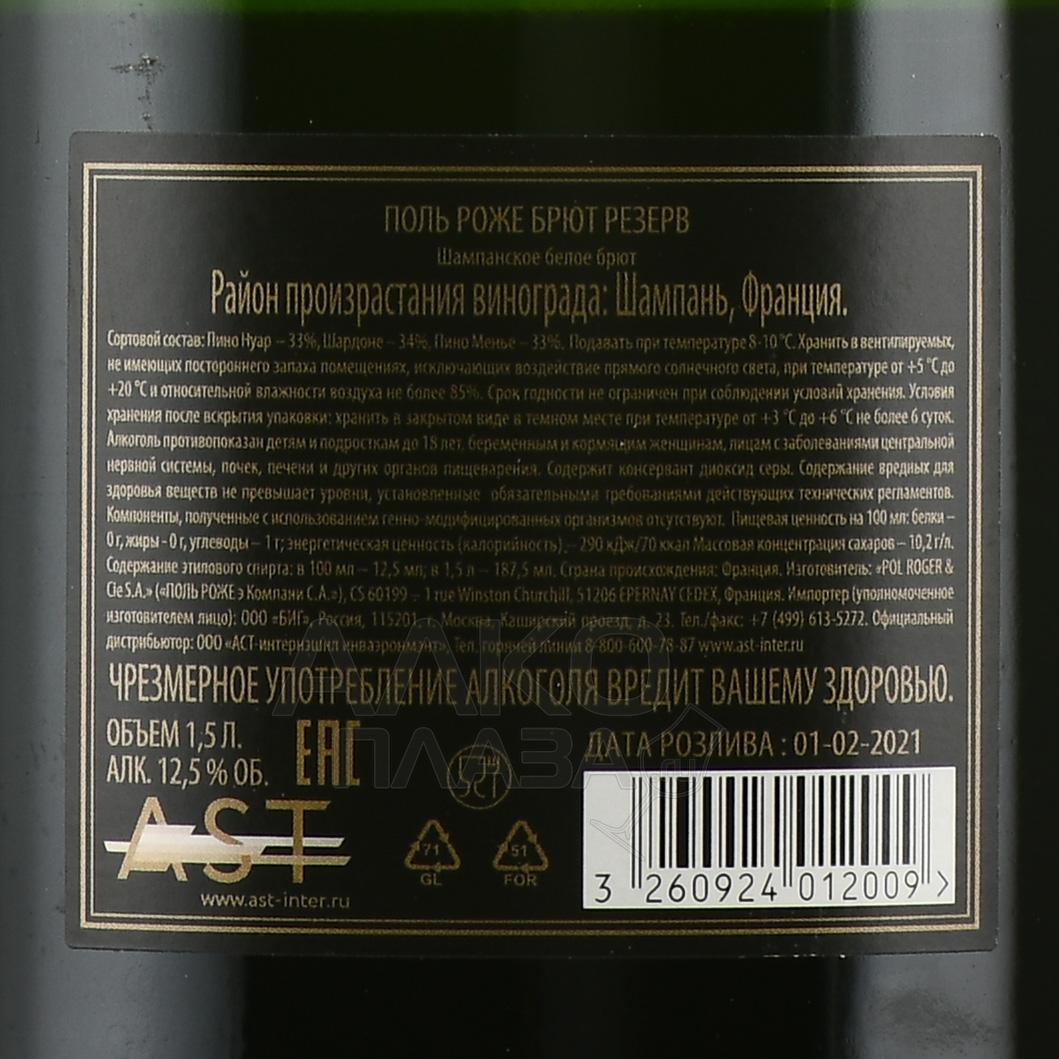 ПОЛЬ РОЖЕ БРЮТ РЕЗЕРВ
Шампанское белое брют
Район произрастания винограда: Шампань, Франция.
Сортовой состав: Пино Нуар – 33%, Шардоне – 34%, Пино Менье – 33%. Подавать при температуре 8-10 °С. Хранить в вентилируемых,
не имеющих постороннего запаха помещениях, исключающих воздействие прямого солнечного света, при температуре от +5 °С до
+20 °С и относительной влажности воздуха не более 85%. Срок годности не ограничен при соблюдении условий хранения. Условия
хранения после вскрытия упаковки: хранить в закрытом виде в темном месте при температуре от +3 °С до +6 °С не более 6 суток.
Алкоголь противопоказан детям и подросткам до 18 лет, беременным и кормящим женщинам, лицам с заболеваниями центральной
нервной системы, почек, печени и других органов пищеварения. Содержит консервант диоксид серы. Содержание вредных для
здоровья веществ не превышает уровни, установленные обязательными требованиями действующих технических регламентов.
Компоненты, полученные с использованием генно-модифицированных организмов отсутствуют. Пищевая ценность на 100 мл: белки –
0 г, жиры - 0 г, углеводы – 1 г; энергетическая ценность (калорийность) – 290 кДж/70 ккал Массовая концентрация сахаров – 10,2 г/л.
Содержание этилового спирта: в 100 мл – 12,5 мл; в 1,5 л – 187,5 мл. Страна происхождения: Франция. Изготовитель: «POL ROGER &
Cie S.A.» («ПОЛЬ РОЖЕ э Компани С.А.»), CS 60199 – 1 rue Winston Churchill, 51206 EPERNAY CEDEX, Франция. Импортер (уполномоченное
изготовителем лицо): ООО «БИГ», Россия, 115201, г. Москва, Каширский проезд, д. 23. Тел./факс: +7 (499) 613-5272. Официальный
дистрибьютор: ООО «АСТ-интернэшнл инваэронмэнт», Тел. горячей линии 8-800-600-78-87 www.ast-inter.ru
ЧРЕЗМЕРНОЕ УПОТРЕБЛЕНИЕ АЛКОГОЛЯ ВРЕДИТ ВАШЕМУ ЗДОРОВЬЮ.
ОБЪЕМ 1,5 Л.
АЛК. 12,5 % ОБ.
EAC
ДАТА РОЗЛИВА : 01-02-2021
AST
www.ast-inter.ru
71
GL
51
FOR
3 260924 012009 >
АЛКО
ПЛАЗА
.ru